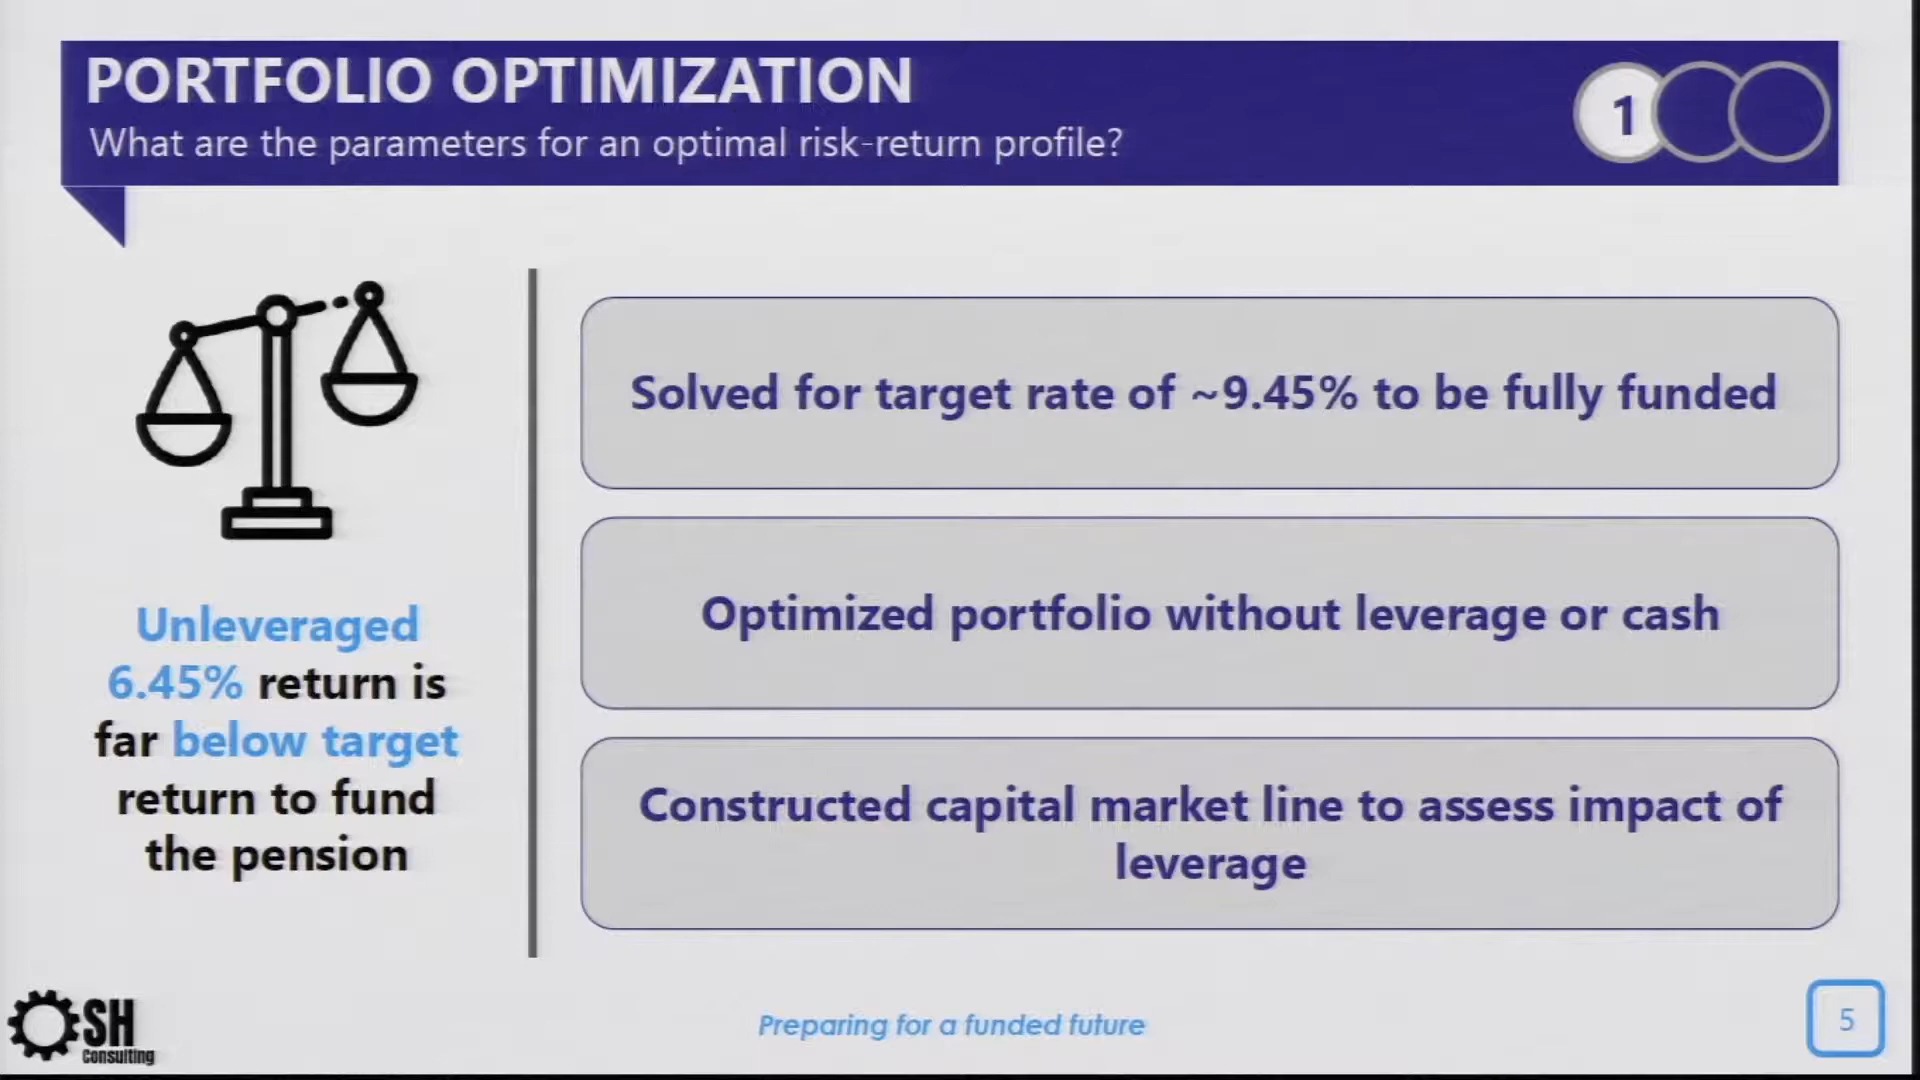 PORTFOLIO OPTIMIZATION
What are the parameters for an optimal risk-return profile?
1
Unleveraged
6.45% return is
far below target
return to fund
the pension
Solved for target rate of ~9.45% to be fully funded
Optimized portfolio without leverage or cash
Constructed capital market line to assess impact of
leverage
SH
Consulting
Preparing for a funded future
5